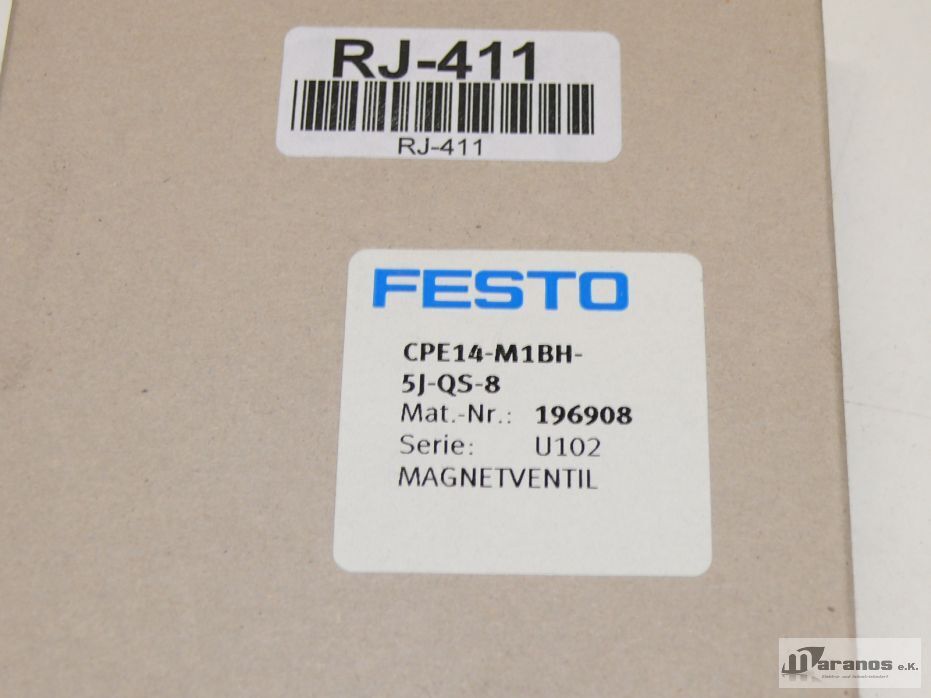 RJ-411
RJ-411
FESTO
CPE14-M1BH-
5J-QS-8
Mat.-Nr.: 196908
Serie: U102
MAGNETVENTIL
Maranos e.K.